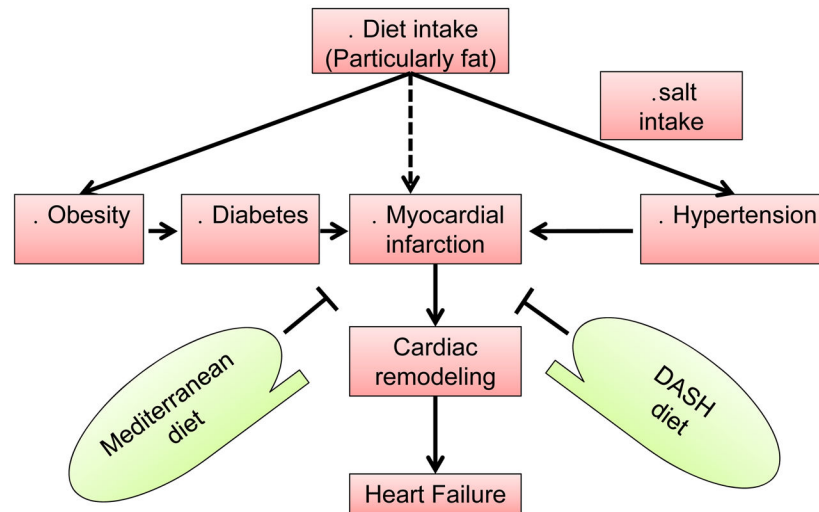 . Diet intake
(Particularly fat)
.salt
intake
. Obesity
. Diabetes
. Myocardial
infarction
. Hypertension
Cardiac
remodeling
Mediterranean
diet
DASH
diet
Heart Failure